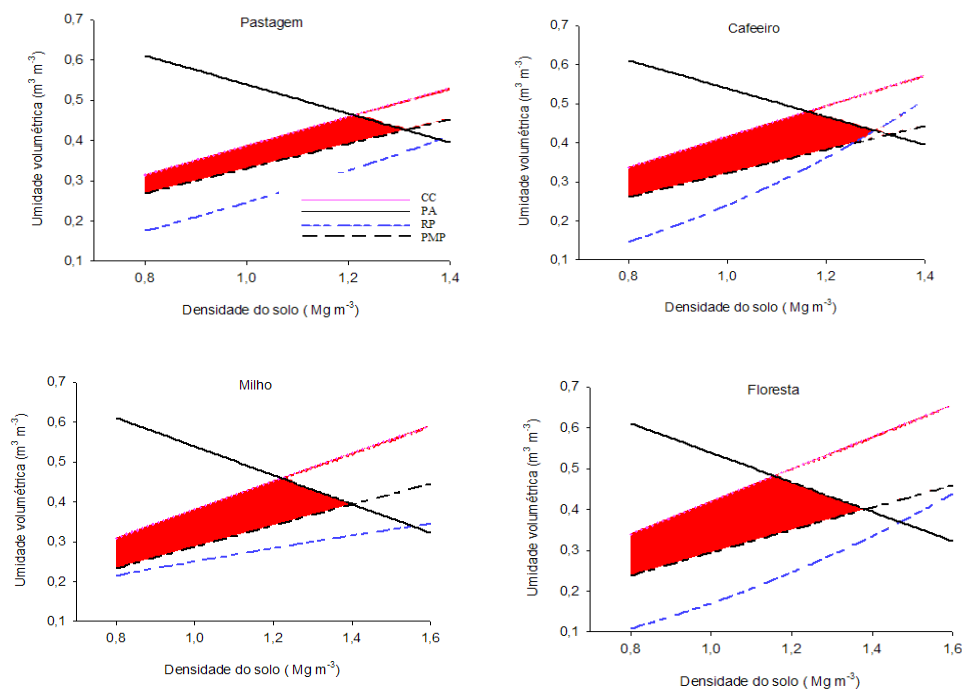 Pastagem
Umidade volumétrica (m³ m⁻³)
0,7
0,6
0,5
0,4
0,3
0,2
0,1
0,8
1,0
1,2
1,4
Densidade do solo ( Mg m⁻³)
CC
PA
RP
PMP
Cafeeiro
Umidade volumétrica (m³ m⁻³)
0,7
0,6
0,5
0,4
0,3
0,2
0,1
0,8
1,0
1,2
1,4
Densidade do solo ( Mg m⁻³)
Milho
Umidade volumétrica (m³ m⁻³)
0,7
0,6
0,5
0,4
0,3
0,2
0,1
0,8
1,0
1,2
1,4
1,6
Densidade do solo ( Mg m⁻³)
Floresta
Umidade volumétrica (m³ m⁻³)
0,7
0,6
0,5
0,4
0,3
0,2
0,1
0,8
1,0
1,2
1,4
1,6
Densidade do solo ( Mg m⁻³)